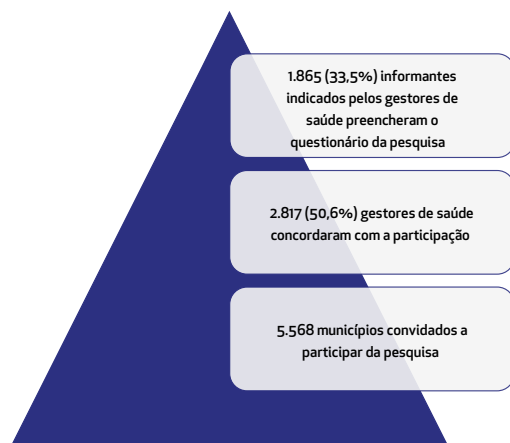 1.865 (33,5%) informantes
indicados pelos gestores de
saúde preencheram o
questionário da pesquisa
2.817 (50,6%) gestores de saúde
concordaram com a participação
5.568 municípios convidados a
participar da pesquisa